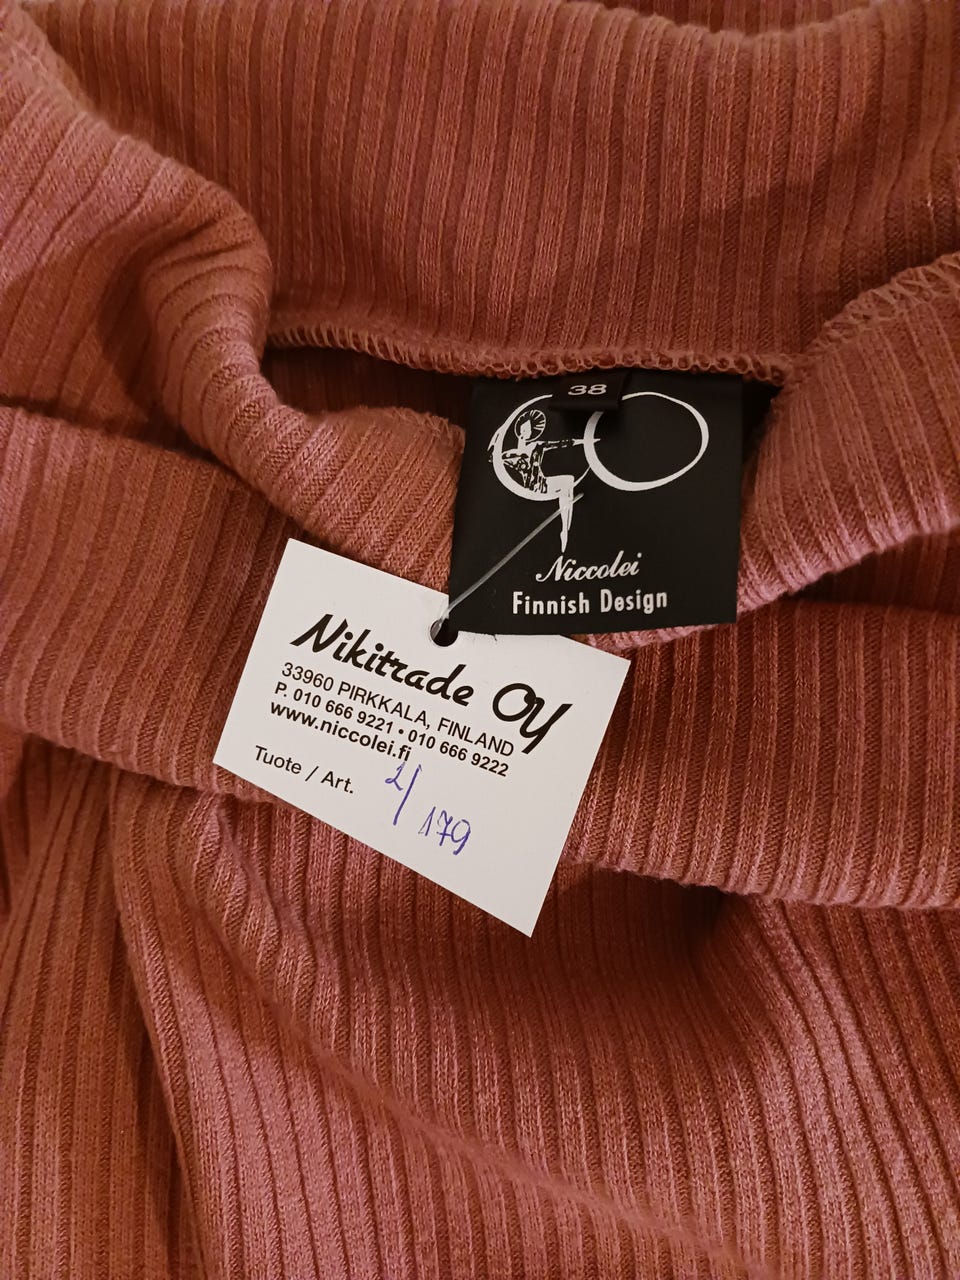 38
Niccolei
Finnish Design
Nikitrade OY
33960 PIRKKALA, FINLAND
P. 010 666 9221 • 010 666 9222
www.niccolei.fi
Tuote / Art. 2/179